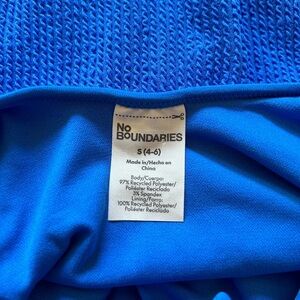 No
BOUNDARIES
S (4-6)
Made in/Hecho en
China
Body/Cuerpo:
97% Recycled Polyester/
Poliéster Reciclado
3% Spandex
Lining/Forro:
100% Recycled Polyester/
Poliéster Reciclado